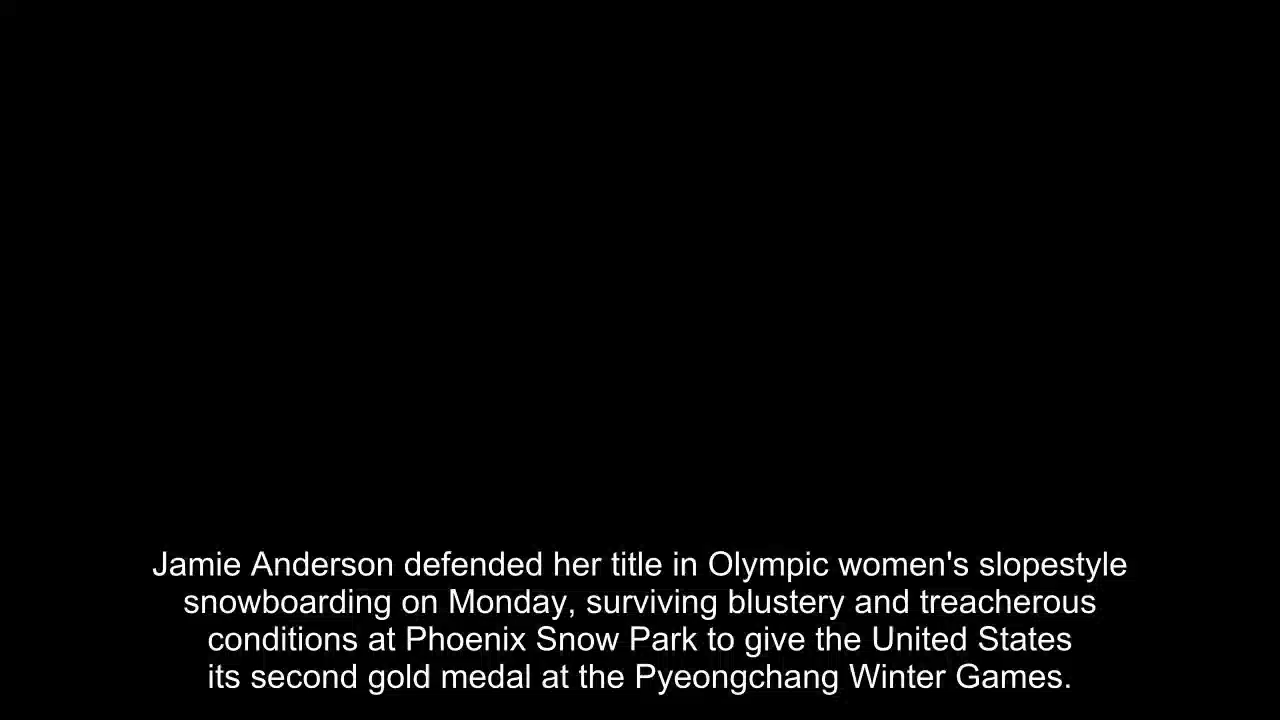 Jamie Anderson defended her title in Olympic women's slopestyle
snowboarding on Monday, surviving blustery and treacherous
conditions at Phoenix Snow Park to give the United States
its second gold medal at the Pyeongchang Winter Games.